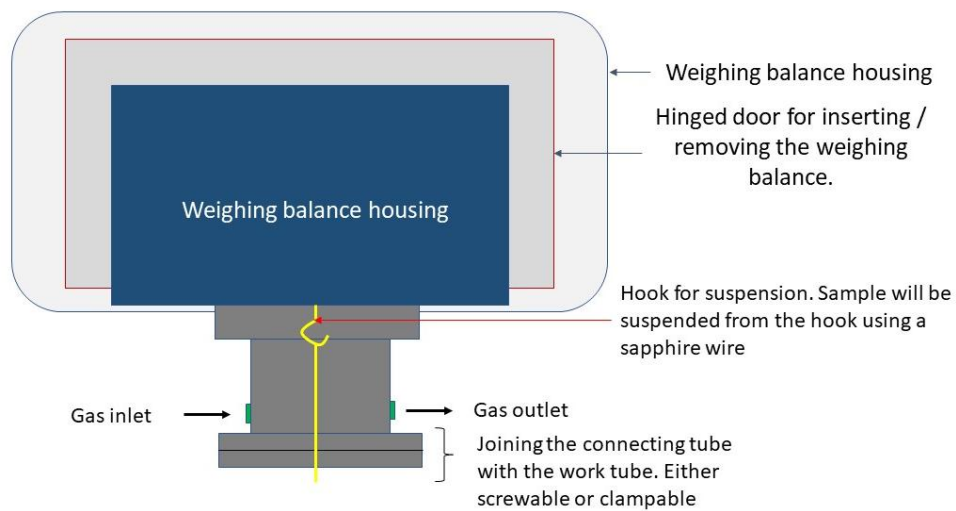 Weighing balance housing
Hinged door for inserting /
removing the weighing
balance.
Weighing balance housing
Hook for suspension. Sample will be
suspended from the hook using a
sapphire wire
Gas inlet
Gas outlet
Joining the connecting tube
with the work tube. Either
screwable or clampable